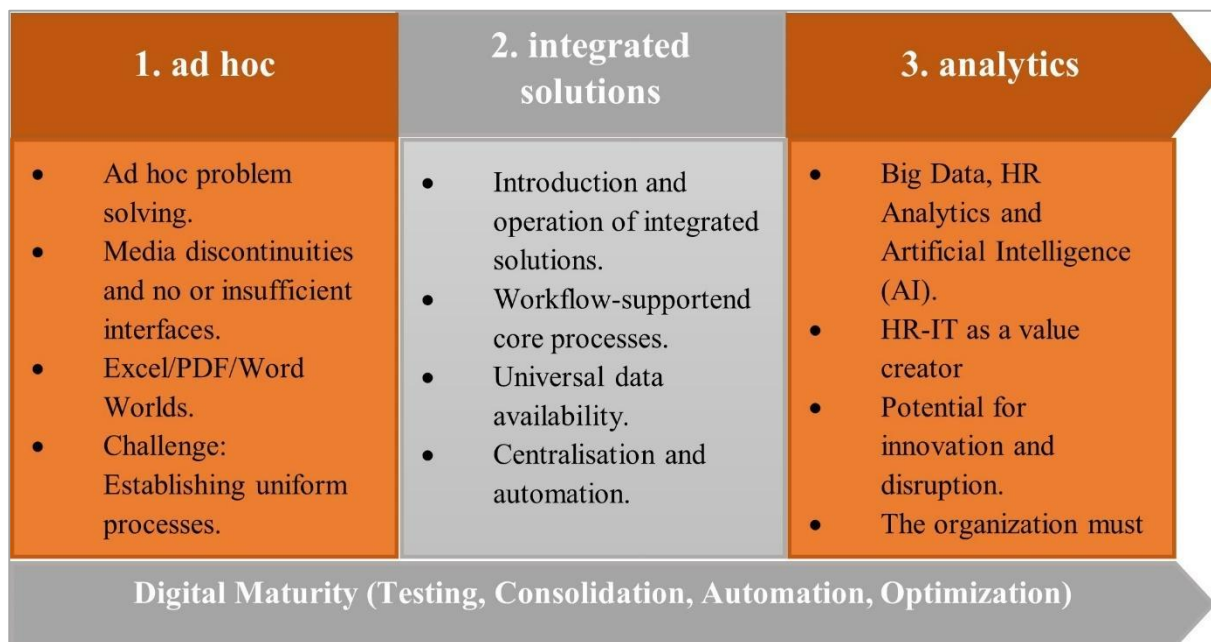 1. ad hoc
• Ad hoc problem
solving.
• Media discontinuities
and no or insufficient
interfaces.
• Excel/PDF/Word
Worlds.
• Challenge:
Establishing uniform
processes.
2. integrated
solutions
• Introduction and
operation of integrated
solutions.
• Workflow-supportend
core processes.
• Universal data
availability.
• Centralisation and
automation.
3. analytics
• Big Data, HR
Analytics and
Artificial Intelligence
(AI).
• HR-IT as a value
creator
• Potential for
innovation and
disruption.
• The organization must
Digital Maturity (Testing, Consolidation, Automation, Optimization)